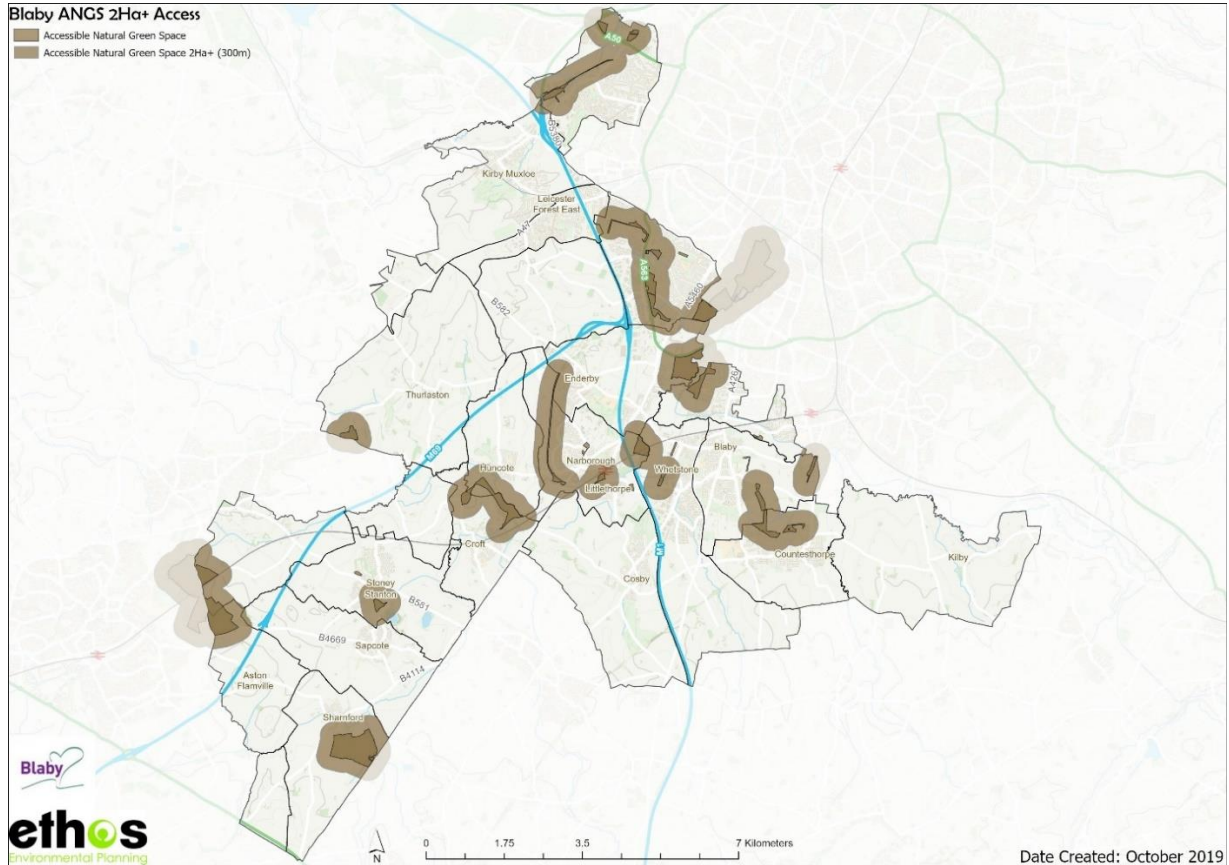 Blaby ANGS 2Ha+ Access
Accessible Natural Green Space
Accessible Natural Green Space 2Ha+ (300m)
A50
Kirby Muxloe
Leicester
Forest East
A47
A563
B582
A5460
Enderby
A426
Thurlaston
M69
Blaby
Narborough
Whetstone
Huncote
Littlethorpe
M1
Croft
Countesthorpe
Kilby
Cosby
Stoney
Stanton
B581
B4669
Sapcote
B4114
Aston
Flamville
Sharnford
Blaby
ethos
Environmental Planning
N
0 1.75 3.5 7 Kilometers
Date Created: October 2019